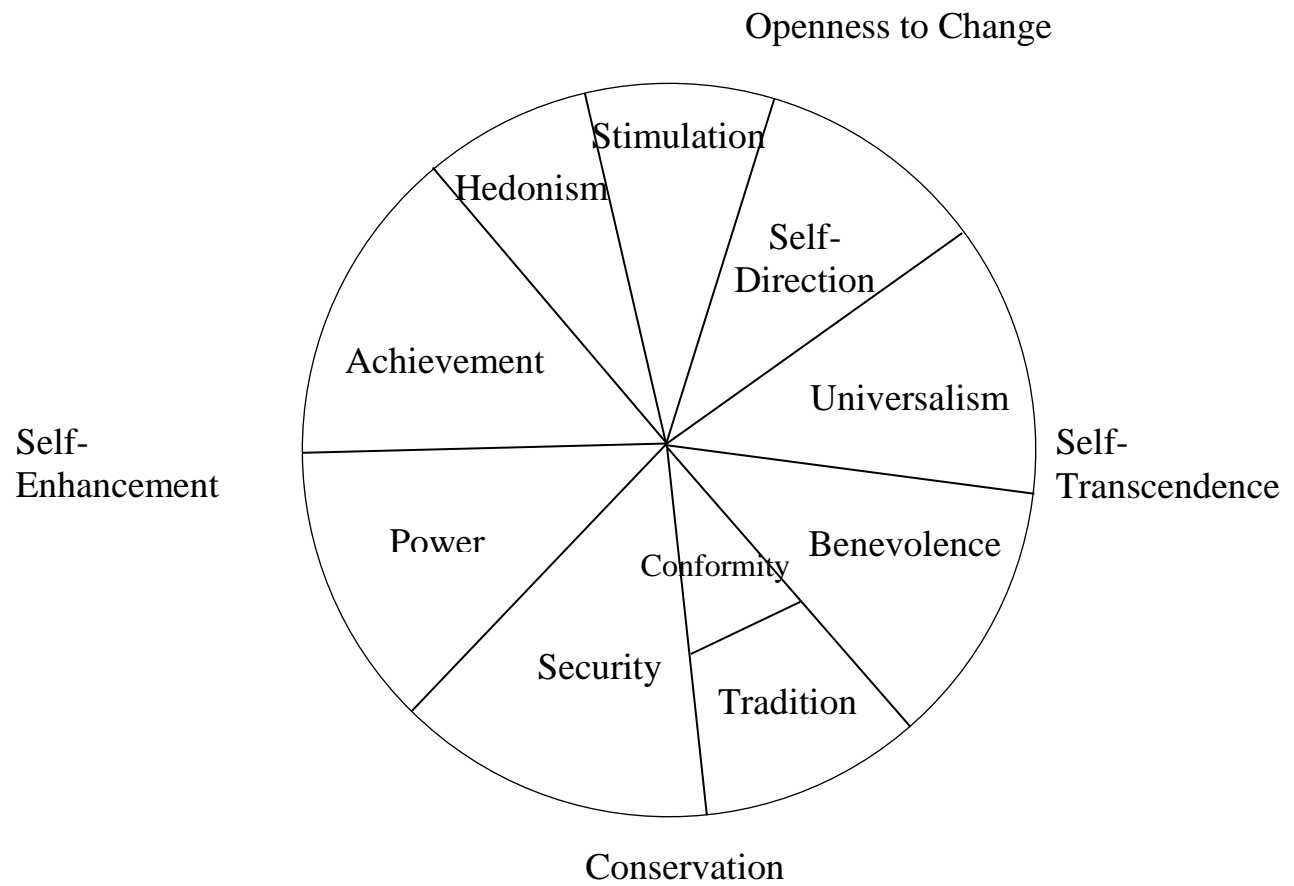 Openness to Change
Stimulation
Hedonism
Self-
Direction
Achievement
Universalism
Self-
Enhancement
Self-
Transcendence
Power
Conformity
Benevolence
Security
Tradition
Conservation